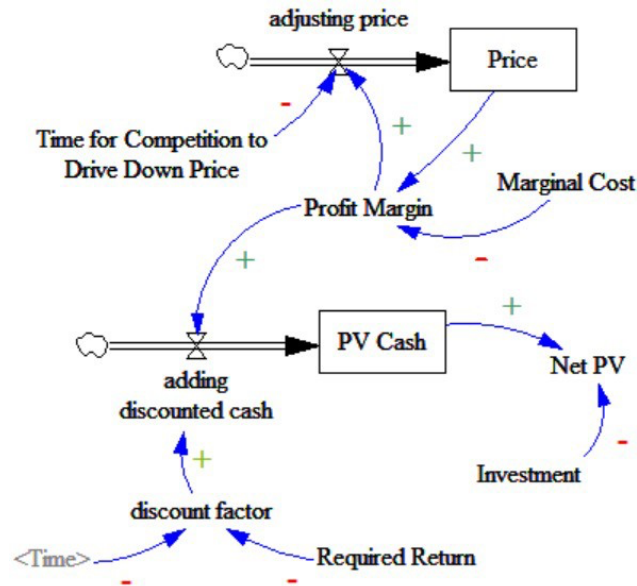 adjusting price
Price
-
Time for Competition to
Drive Down Price
+
+
Marginal Cost
Profit Margin
-
+
+
PV Cash
Net PV
adding
discounted cash
-
+
Investment
discount factor
<Time>
Required Return
-
-